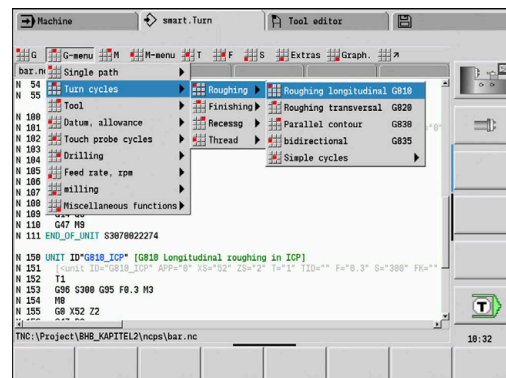 Machine smart.Turn Tool editor
G G-menu M M-menu T F S Extras Graph.
bar.n
Single path
Turn cycles
Tool
Datum, allowance
Touch probe cycles
Drilling
Feed rate, rpm
milling
Miscellaneous functions
Roughing
Finishing
Recessg
Thread
Roughing longitudinal G810
Roughing transversal G820
Parallel contour G830
bidirectional G835
Simple cycles
N 54
N 55
N 100
N 101 ="0"
N 102
N 103
N 104
N 105
N 106
N 107
N 108
N 109
N 110 G47 M9
N 111 END_OF_UNIT S3070822274
N 150 UNIT ID"G810_ICP" [G810 Longitudinal roughing in ICP]
N 151 [<unit ID="G810_ICP" APP="0" XS="52" ZS="2" T="1" TID="" F="0.3" S="300" FK=""
N 152 T1
N 153 G96 S300 G95 F0.3 M3
N 154 M8
N 155 G0 X52 Z2
TNC:\Project\BHB_KAPITEL2\ncps\bar.nc
T
10:32